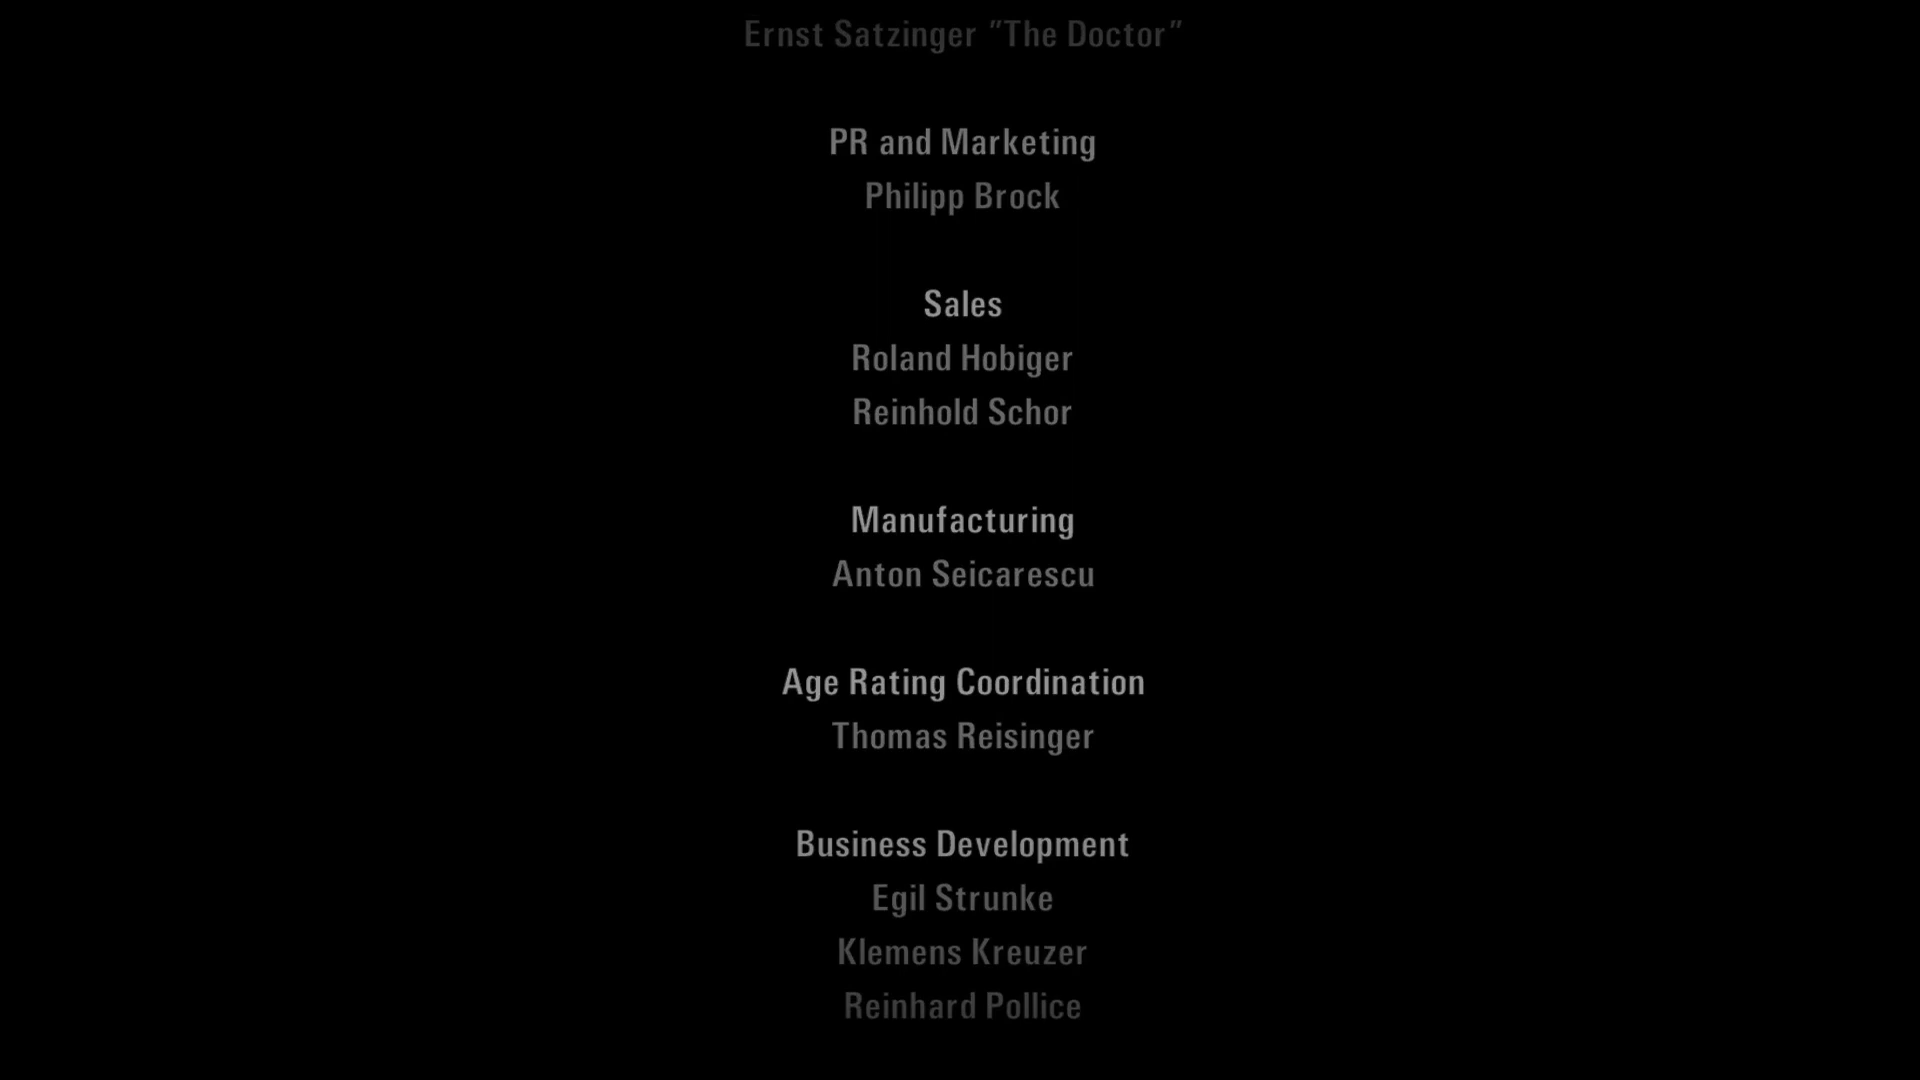 Ernst Satzinger "The Doctor"
PR and Marketing
Philipp Brock
Sales
Roland Hobiger
Reinhold Schor
Manufacturing
Anton Seicarescu
Age Rating Coordination
Thomas Reisinger
Business Development
Egil Strunke
Klemens Kreuzer
Reinhard Pollice